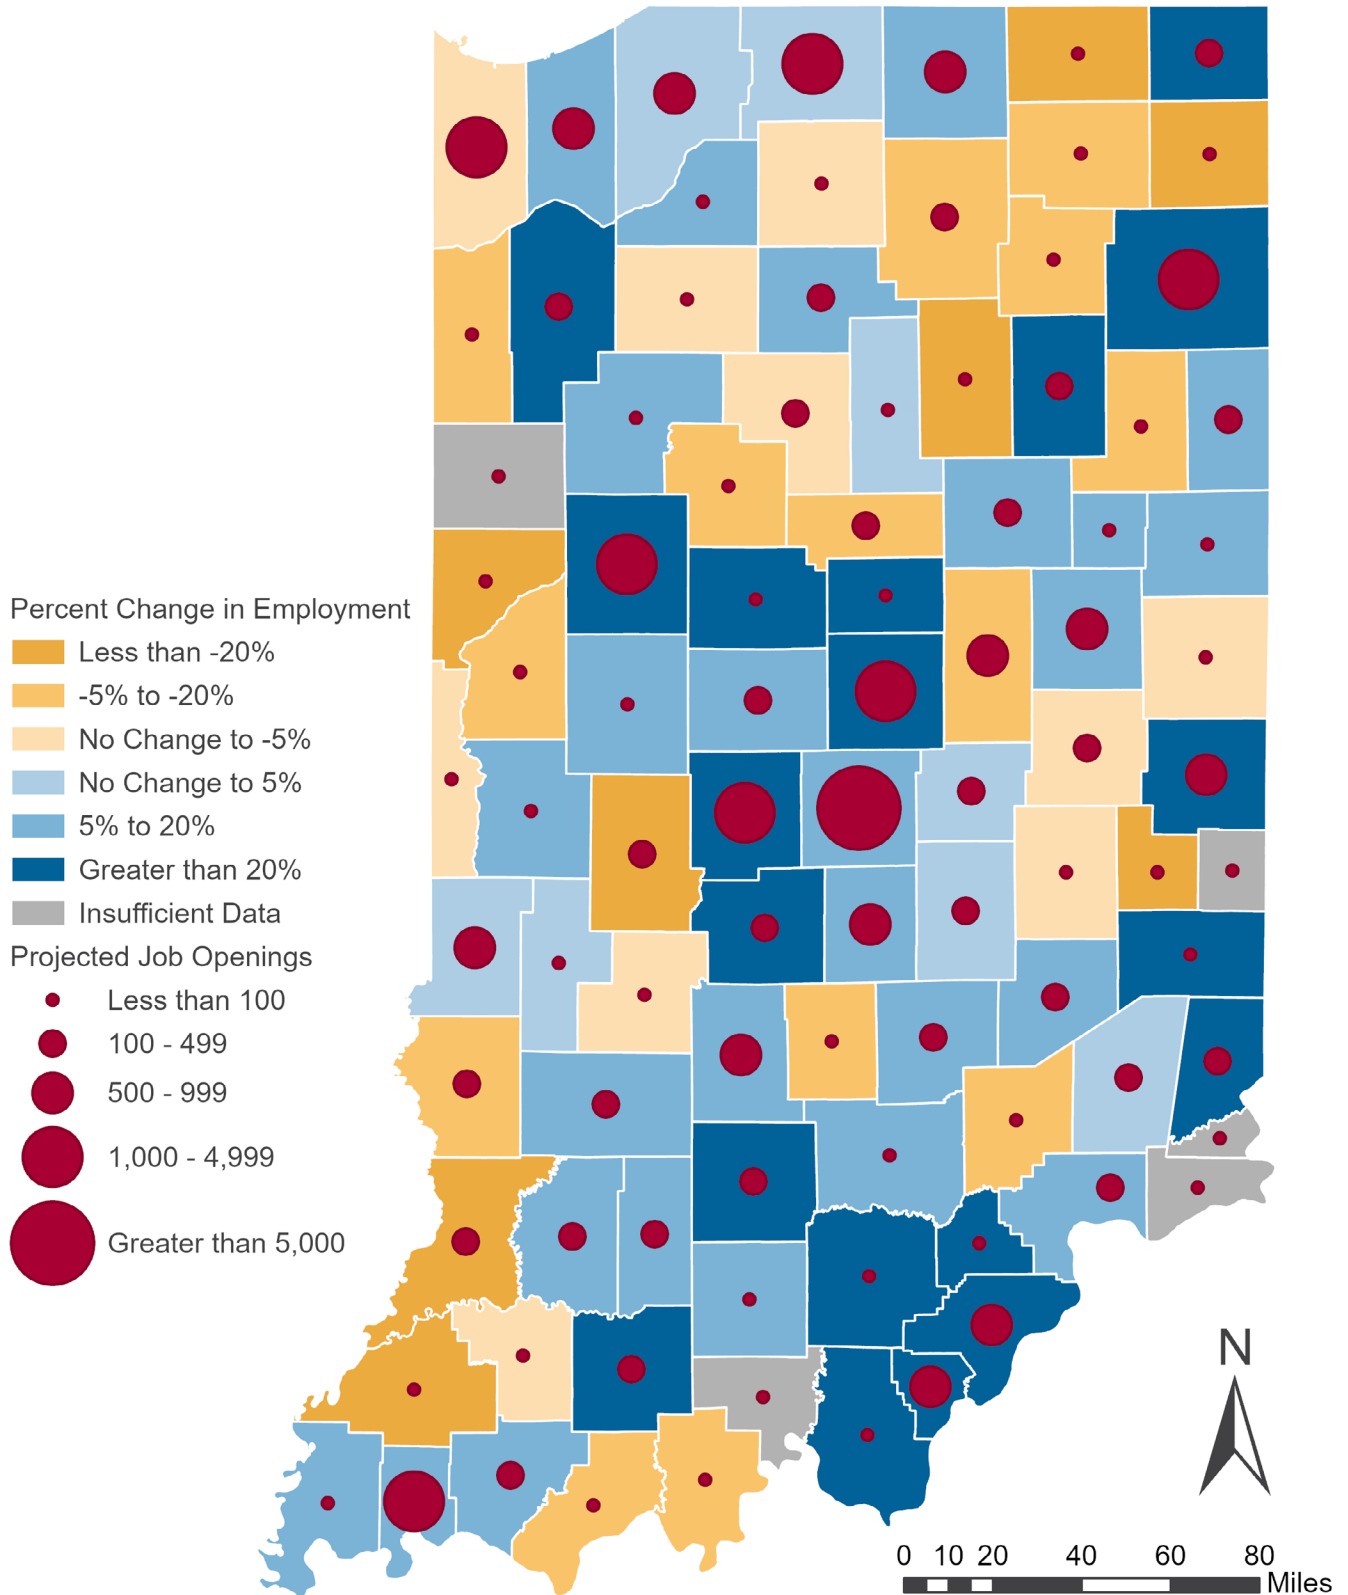 Percent Change in Employment
Less than -20%
-5% to -20%
No Change to -5%
No Change to 5%
5% to 20%
Greater than 20%
Insufficient Data
Projected Job Openings
Less than 100
100 - 499
500 - 999
1,000 - 4,999
Greater than 5,000
N
0 10 20 40 60 80
Miles